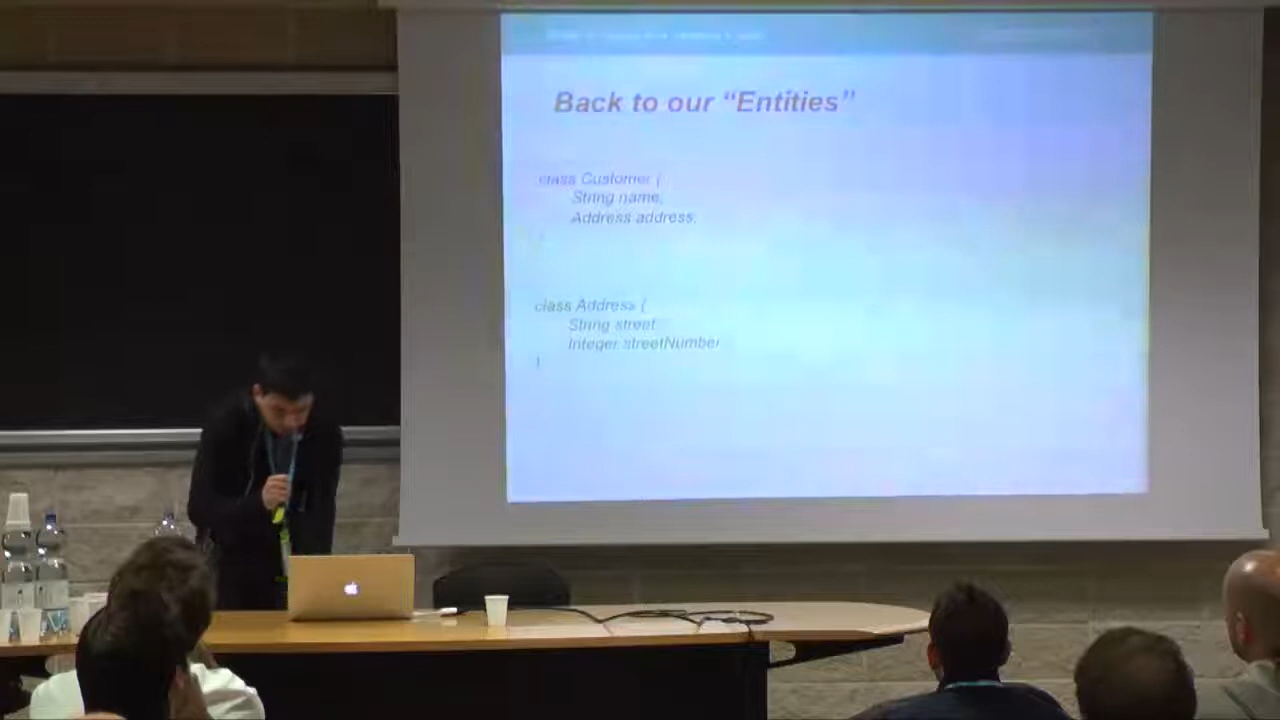 Back to our “Entities”
class Customer {
String name;
Address address;
}
class Address {
String street
Integer streetNumber
}